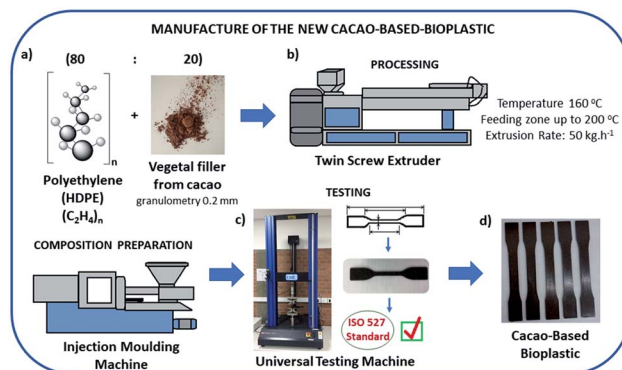 MANUFACTURE OF THE NEW CACAO-BASED-BIOPLASTIC
a)
(80 : 20)
+
n
Polyethylene
(HDPE)
(C2H4)n
Vegetal filler
from cacao
granulometry 0.2 mm
b)
PROCESSING
Temperature 160 ⁰C
Feeding zone up to 200 ⁰C
Extrusion Rate: 50 kg.h-1
Twin Screw Extruder
COMPOSITION PREPARATION
Injection Moulding
Machine
TESTING
c)
ISO 527
Standard
Universal Testing Machine
d)
Cacao-Based
Bioplastic